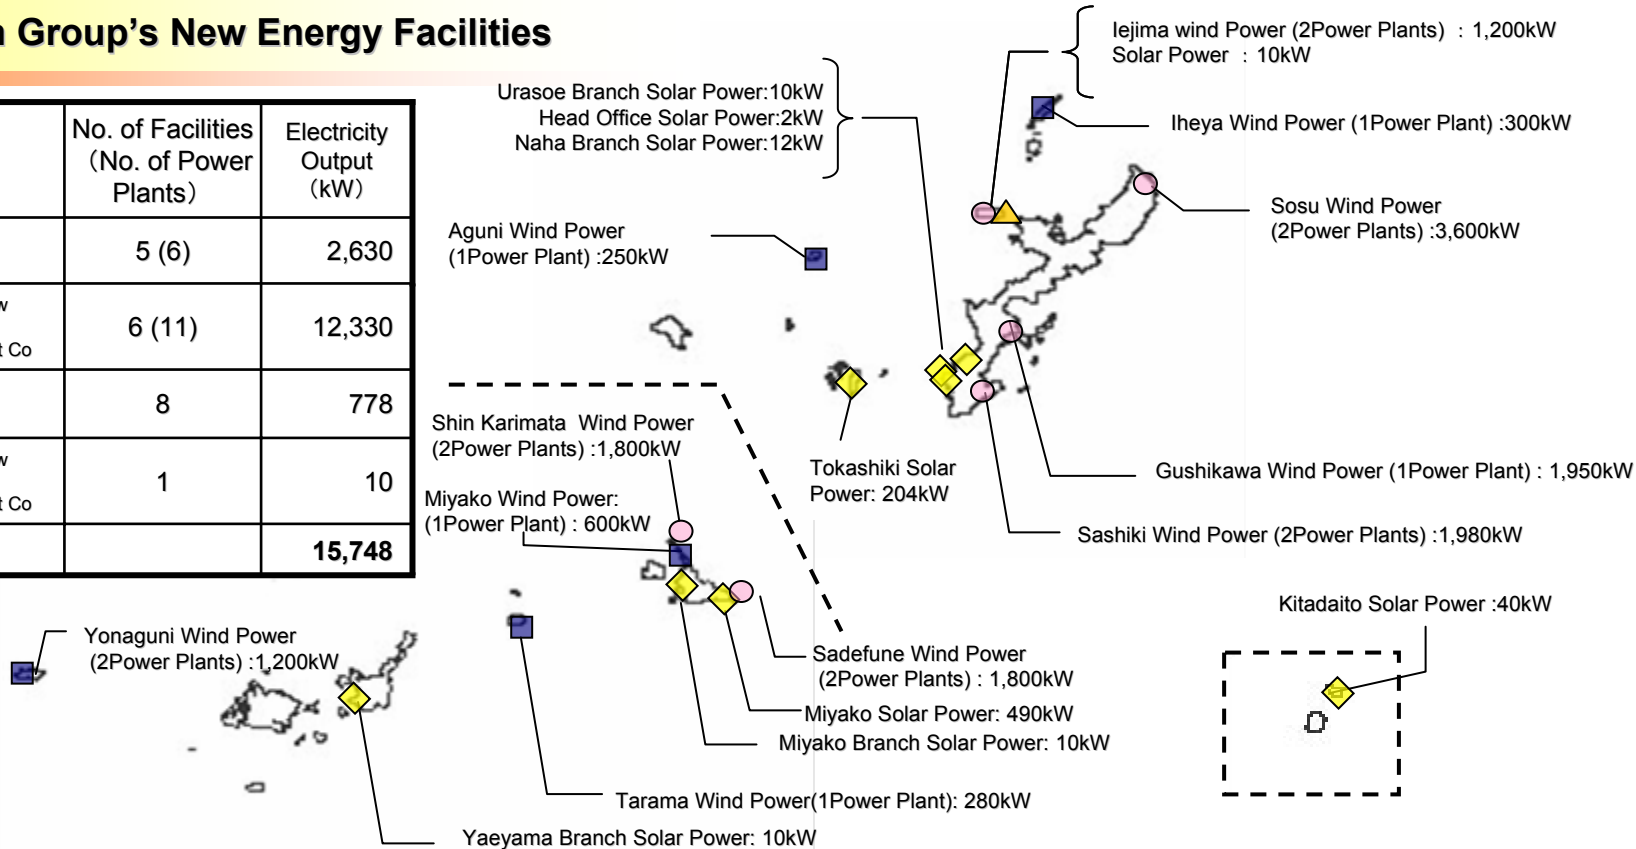 n Group's New Energy Facilities
No. of Facilities
（No. of Power
Plants）
Electricity
Output
（kW）
5 (6)
2,630
w
t Co
6 (11)
12,330
8
778
w
t Co
1
10
15,748
Iejima wind Power (2Power Plants) : 1,200kW
Solar Power : 10kW
Urasoe Branch Solar Power:10kW
Head Office Solar Power:2kW
Naha Branch Solar Power:12kW
Iheya Wind Power (1Power Plant) :300kW
Sosu Wind Power
(2Power Plants) :3,600kW
Aguni Wind Power
(1Power Plant) :250kW
Shin Karimata Wind Power
(2Power Plants) :1,800kW
Tokashiki Solar
Power: 204kW
Gushikawa Wind Power (1Power Plant) : 1,950kW
Miyako Wind Power:
(1Power Plant) : 600kW
Sashiki Wind Power (2Power Plants) :1,980kW
Kitadaito Solar Power :40kW
Yonaguni Wind Power
(2Power Plants) :1,200kW
Sadefune Wind Power
(2Power Plants) : 1,800kW
Miyako Solar Power: 490kW
Miyako Branch Solar Power: 10kW
Tarama Wind Power(1Power Plant): 280kW
Yaeyama Branch Solar Power: 10kW